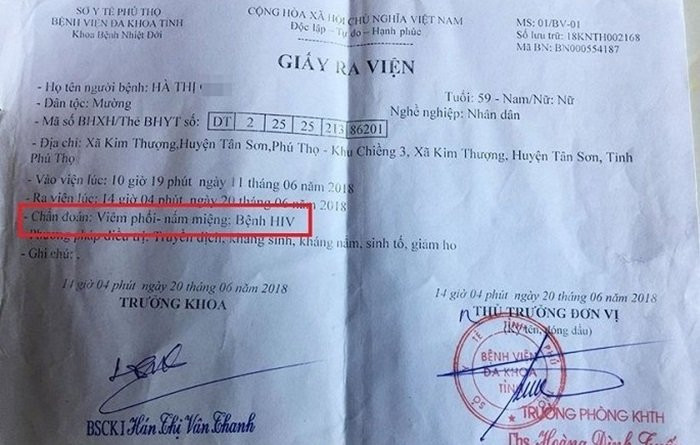 SỞ Y TẾ PHÚ THỌ
BỆNH VIỆN ĐA KHOA TỈNH
Khoa Bệnh Nhiệt Đới
CỘNG HÒA XÃ HỘI CHỦ NGHĨA VIỆT NAM
Độc lập - Tự do - Hạnh phúc
MS: 01/BV-01
Số lưu trữ: 18KNTH002168
Mã BN: BN000554187
GIẤY RA VIỆN
- Họ tên người bệnh: HÀ THỊ
Tuổi: 59 - Nam/Nữ: Nữ
- Dân tộc: Mường
Nghề nghiệp: Nhân dân
- Mã số BHXH/Thẻ BHYT số: DT 2 25 25 213 86201
- Địa chỉ: Xã Kim Thượng,Huyện Tân Sơn,Phú Thọ - Khu Chiềng 3, Xã Kim Thượng, Huyện Tân Sơn, Tỉnh
Phú Thọ
- Vào viện lúc: 10 giờ 19 phút ngày 11 tháng 06 năm 2018
- Ra viện lúc: 14 giờ 04 phút ngày 20 tháng 06 năm 2018
- Chẩn đoán: Viêm phổi- nấm miệng: Bệnh HIV
- Phương pháp điều trị: Truyền dịch, kháng sinh, kháng nấm, sinh tố, giảm ho
- Ghi chú: .
14 giờ 04 phút ngày 20 tháng 06 năm 2018
TRƯỞNG KHOA
14 giờ 04 phút ngày 20 tháng 06 năm 2018
THỦ TRƯỞNG ĐƠN VỊ
(ký tên, đóng dấu)
BỆNH VIỆN
ĐA KHOA
TỈNH
BSCKI Hán Thị Vân Thanh
TRƯỞNG PHÒNG KHTH
Ths Hoàng Đình